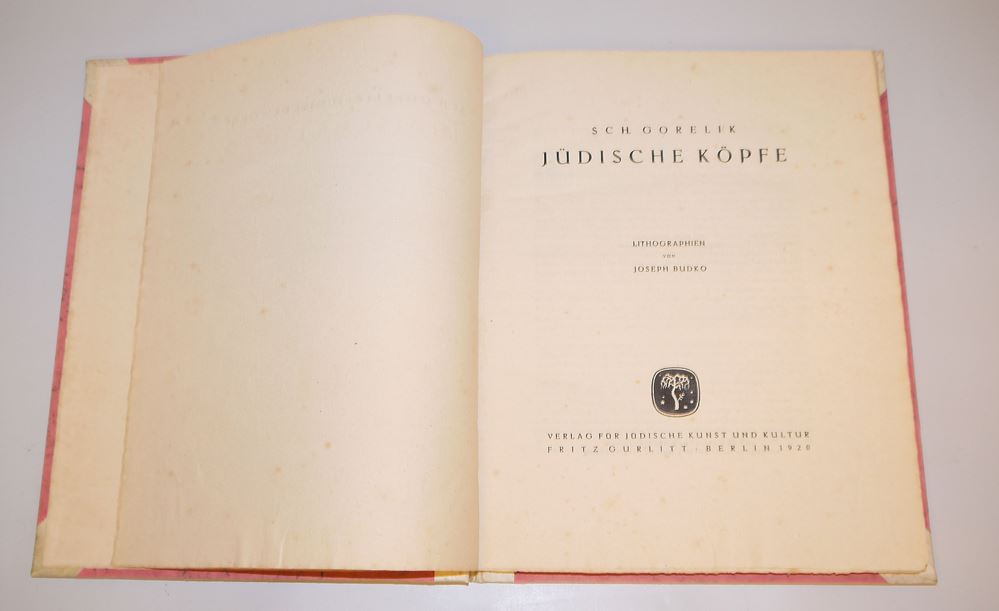 SCH. GORELIK
JÜDISCHE KÖPFE
LITHOGRAPHIEN
VON
JOSEPH BUDKO
VERLAG FÜR JÜDISCHE KUNST UND KULTUR
FRITZ GURLITT · BERLIN 1920